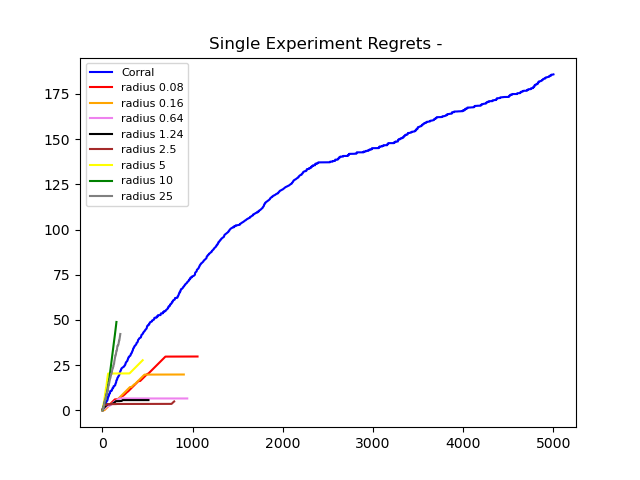 Single Experiment Regrets -
Corral
radius 0.08
radius 0.16
radius 0.64
radius 1.24
radius 2.5
radius 5
radius 10
radius 25
175
150
125
100
75
50
25
0
0 1000 2000 3000 4000 5000